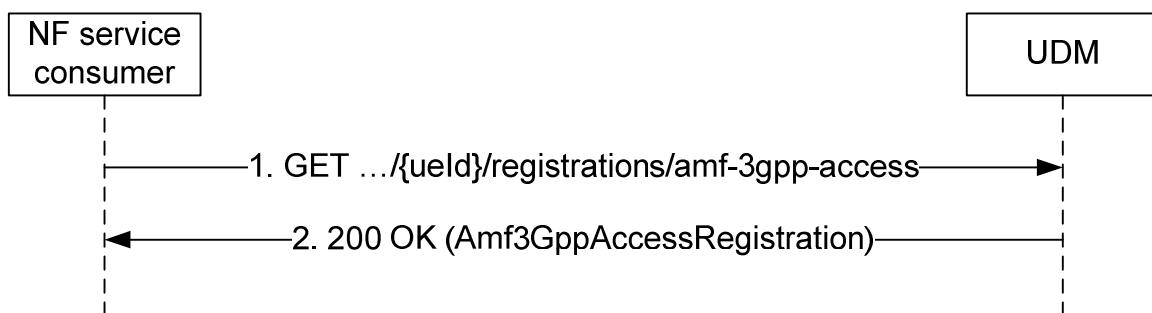 NF service
consumer
UDM
1. GET …/{ueId}/registrations/amf-3gpp-access
2. 200 OK (Amf3GppAccessRegistration)